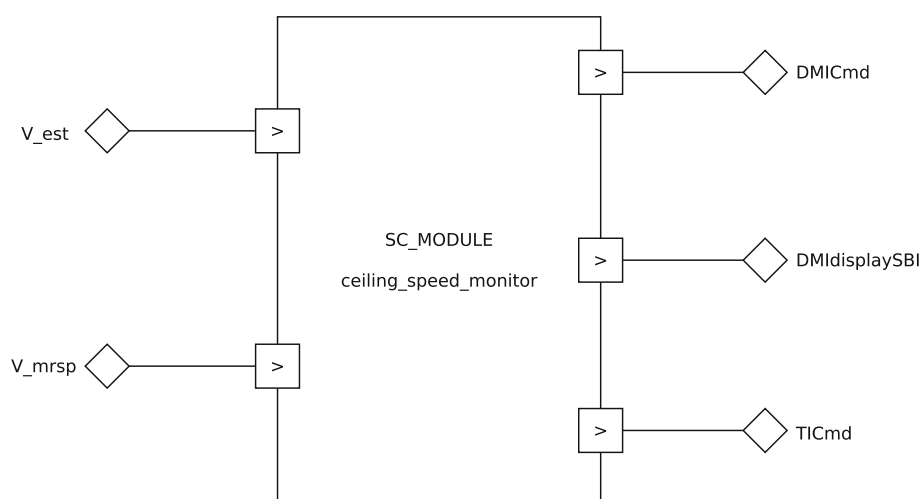 DMICmd
>
V_est
>
SC_MODULE
ceiling_speed_monitor
>
DMIdisplaySBI
V_mrsp
>
>
TICmd